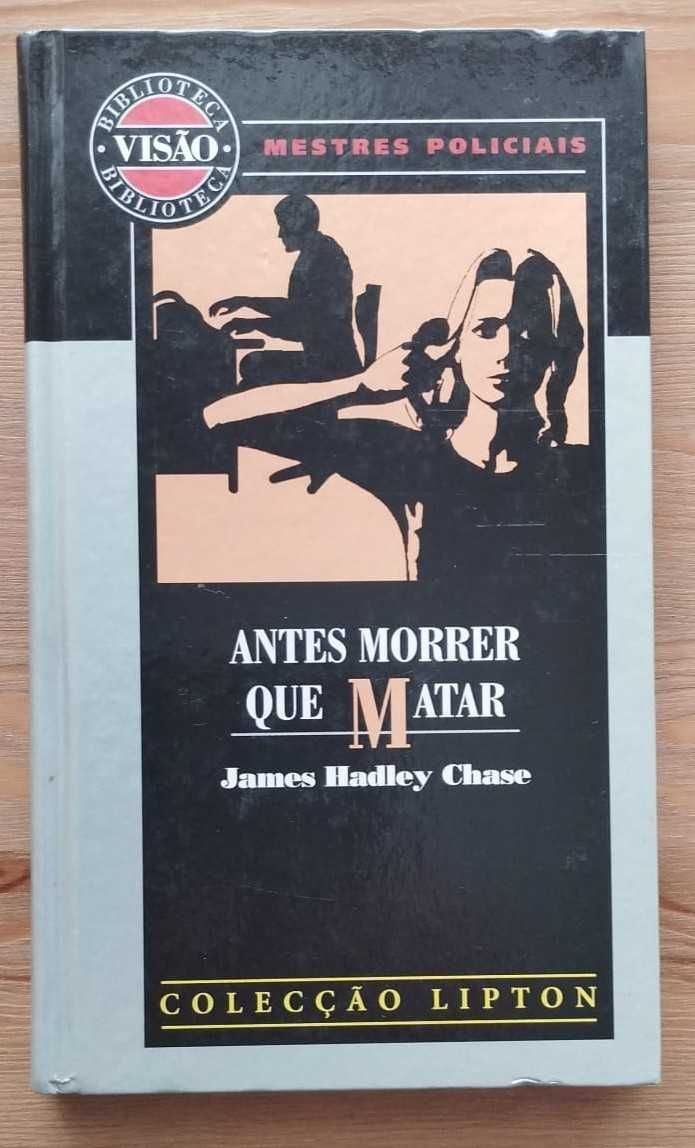 BIBLIOTECA
VISÃO
BIBLIOTECA
MESTRES POLICIAIS
ANTES MORRER
QUE MATAR
James Hadley Chase
COLECÇÃO LIPTON